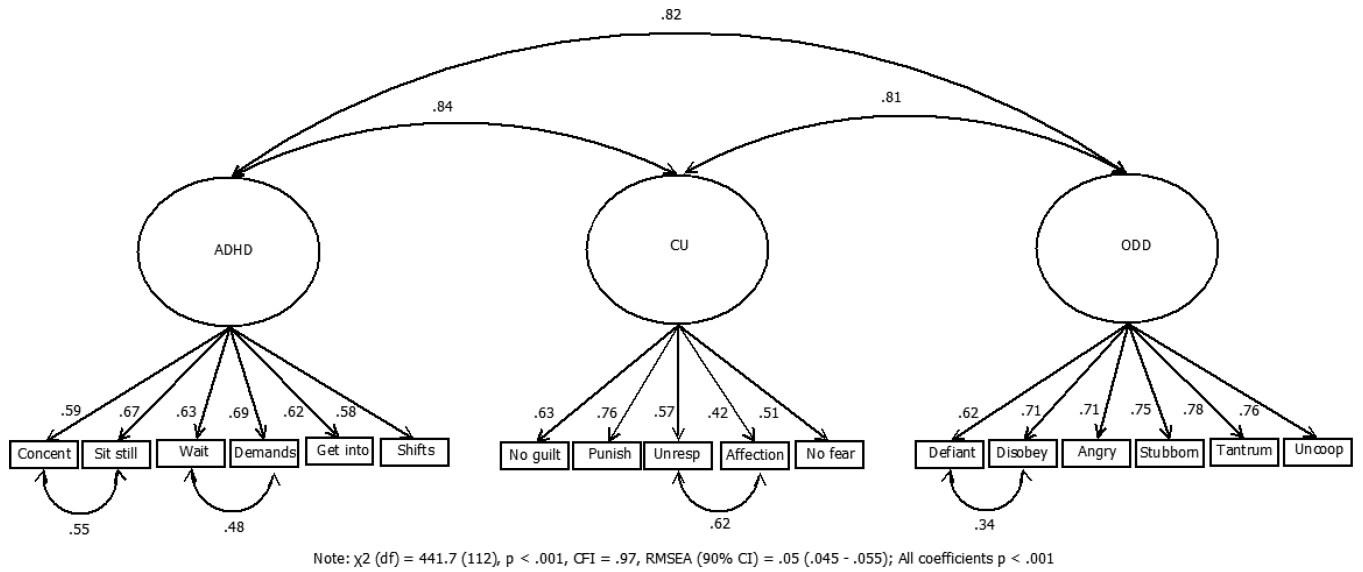 .82
.84
.81
ADHD
CU
ODD
.59 .67 .63 .69 .62 .58
.63 .76 .57 .42 .51
.62 .71 .71 .75 .78 .76
Concent Sit still Wait Demands Get into Shifts
No guilt Punish Unresp Affection No fear
Defiant Disobey Angry Stubborn Tantrum Uncoop
.55
.48
.62
.34
Note: χ2 (df) = 441.7 (112), p < .001, CFI = .97, RMSEA (90% CI) = .05 (.045 - .055); All coefficients p < .001